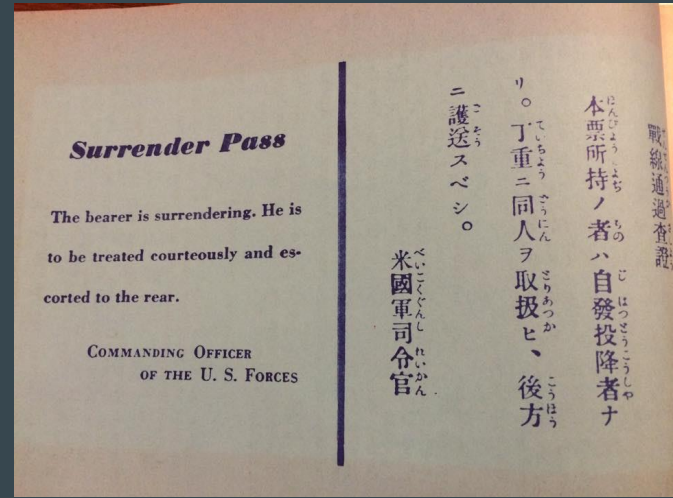 Surrender Pass
The bearer is surrendering. He is
to be treated courteously and es-
corted to the rear.
COMMANDING OFFICER
OF THE U. S. FORCES
戰線通過查證
本票所持ノ者ハ自發投降者ナ
リ。丁重ニ同人ヲ取扱ヒ、後方
ニ護送スベシ。
米國軍司令官